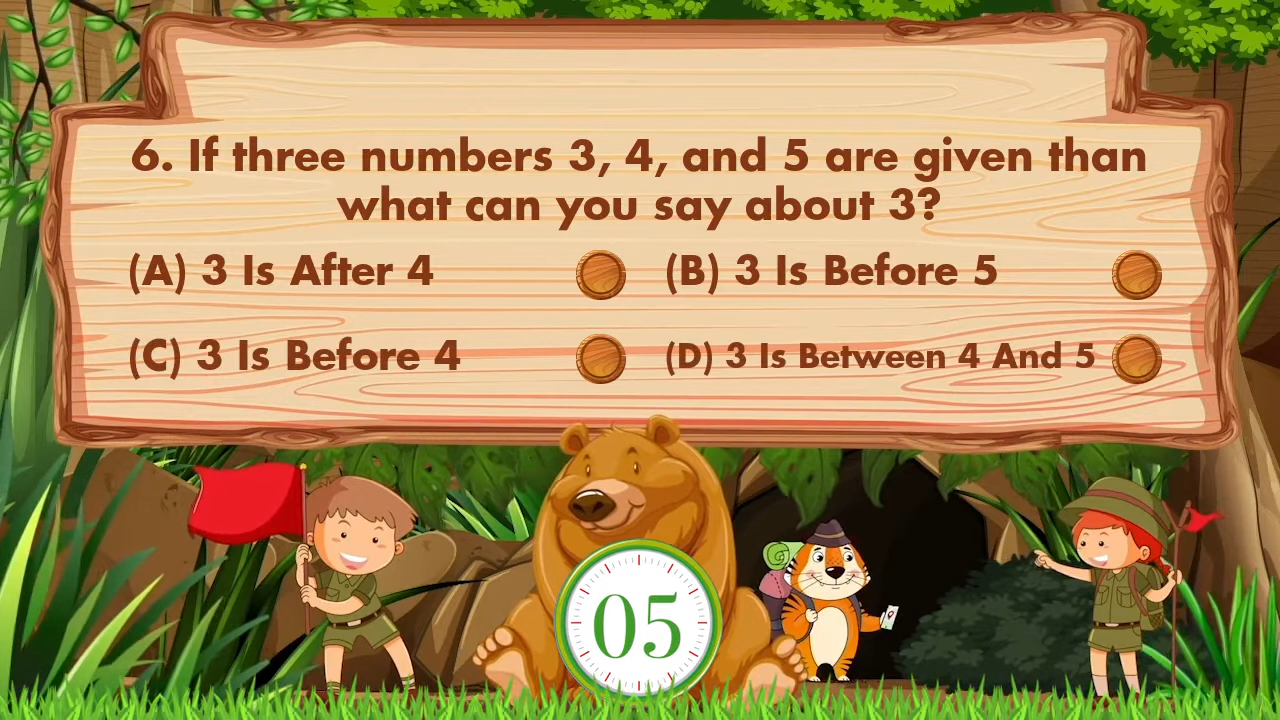 6. If three numbers 3, 4, and 5 are given than
what can you say about 3?
(A) 3 Is After 4
(B) 3 Is Before 5
(C) 3 Is Before 4
(D) 3 Is Between 4 And 5
05